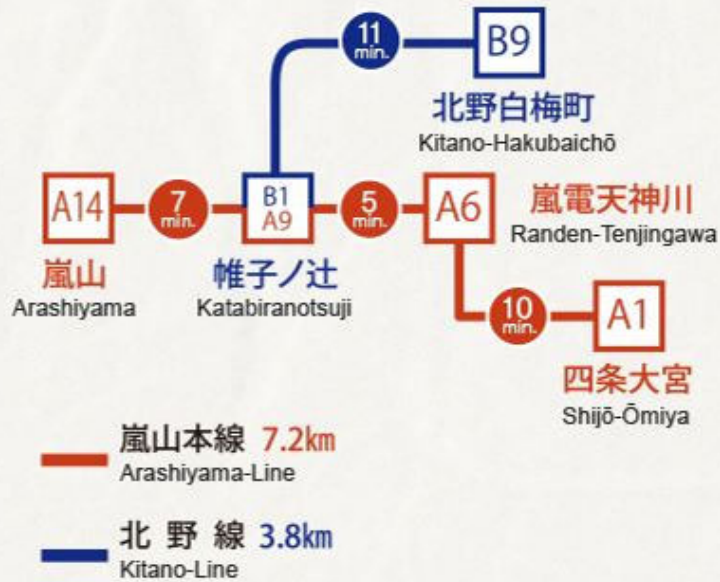 11
min.
B9
北野白梅町
Kitano-Hakubaichō
A14
7
min.
B1
A9
5
min.
A6
嵐電天神川
Randen-Tenjingawa
嵐山
Arashiyama
帷子ノ辻
Katabiranotsuji
10
min.
A1
四条大宮
Shijō-Ōmiya
嵐山本線 7.2km
Arashiyama-Line
北野線 3.8km
Kitano-Line